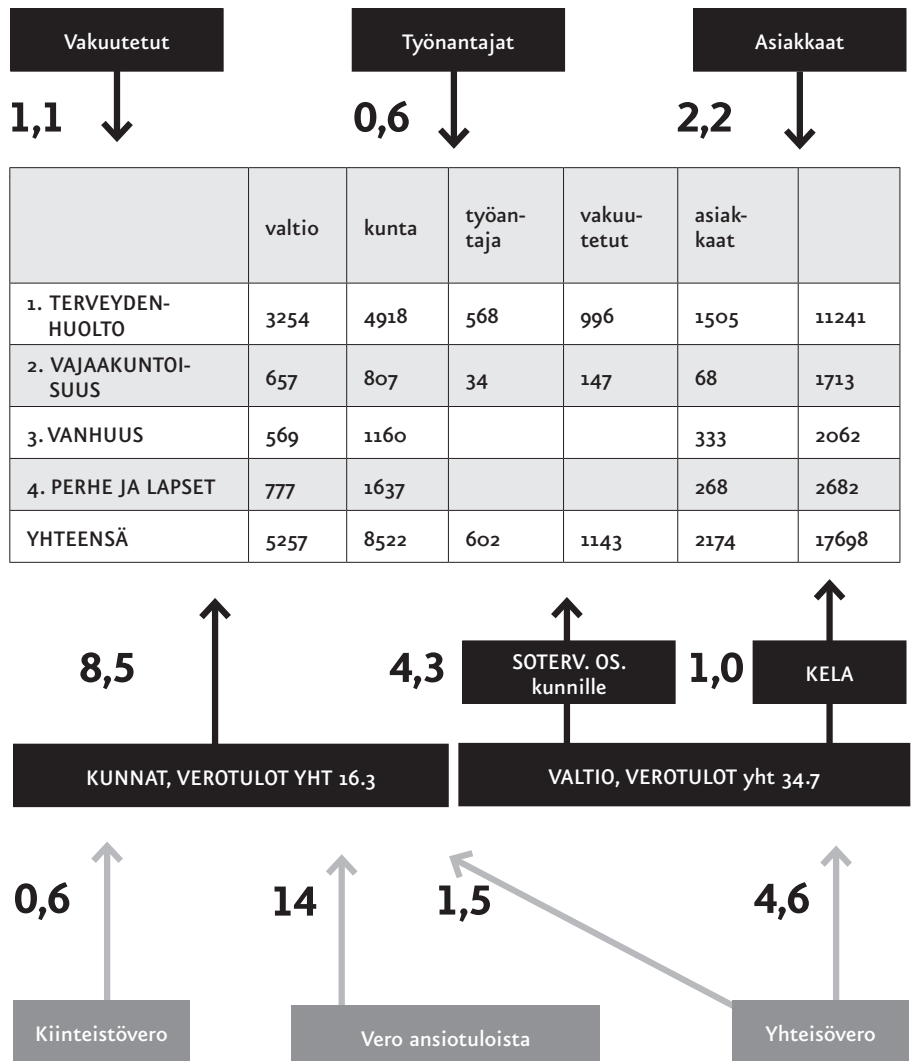 Vakuutetut Työnantajat Asiakkaat
1,1 0,6 2,2
valtio kunta työan- vakuu- asiak-
taja tetut kaat
1. TERVEYDEN-
HUOLTO 3254 4918 568 996 1505 11241
2. VAJAAKUNTOI-
SUUS 657 807 34 147 68 1713
3. VANHUUS 569 1160 333 2062
4. PERHE JA LAPSET 777 1637 268 2682
YHTEENSÄ 5257 8522 602 1143 2174 17698
8,5 4,3 SOTERV. OS. 1,0 KELA
kunnille
KUNNAT, VEROTULOT YHT 16.3 VALTIO, VEROTULOT yht 34.7
0,6 14 1,5 4,6
Kiinteistövero Vero ansiotuloista Yhteisövero